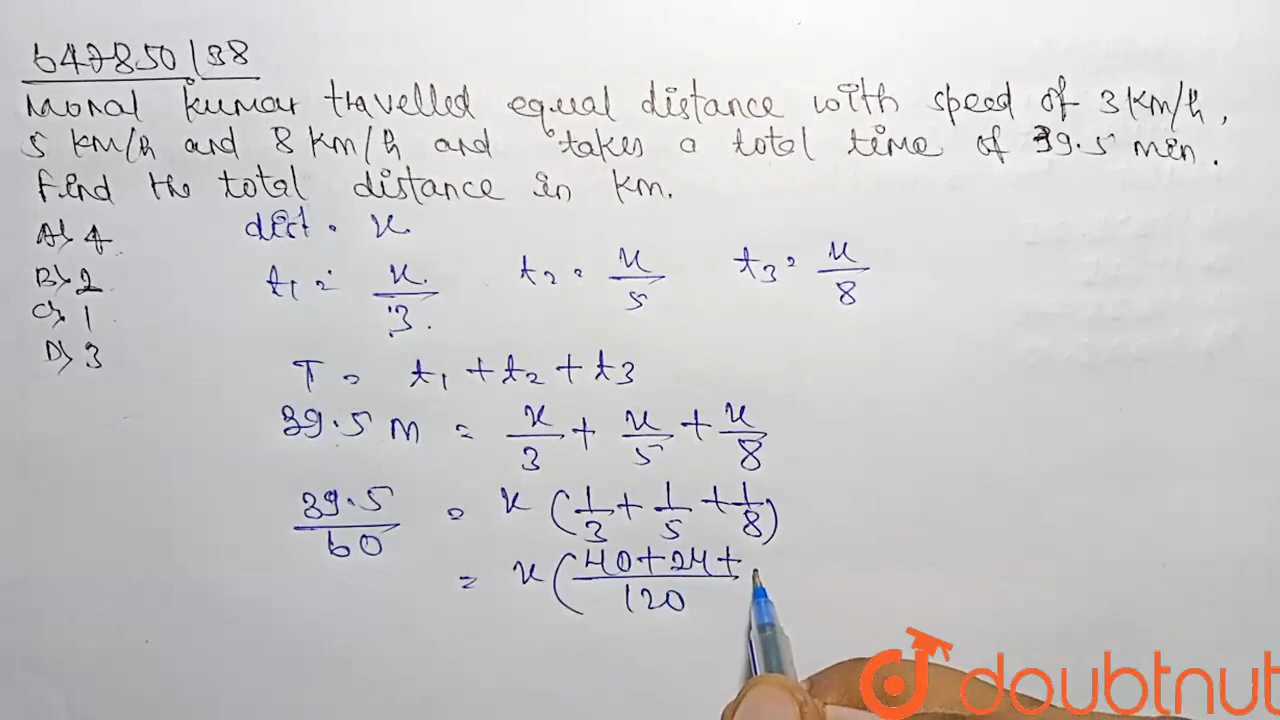 647850138
Monal kumar travelled equal distance with speed of 3 km/h,
5 km/h and 8 km/h and takes a total time of 39.5 min.
find the total distance in km.
A> 4
B> 2
C> 1
D> 3
dist. x
t1 = x/3 t2 = x/5 t3 = x/8
T = t1 + t2 + t3
39.5 M = x/3 + x/5 + x/8
39.5/60 = x (1/3 + 1/5 + 1/8)
= x (40+24+/120
doubtnut